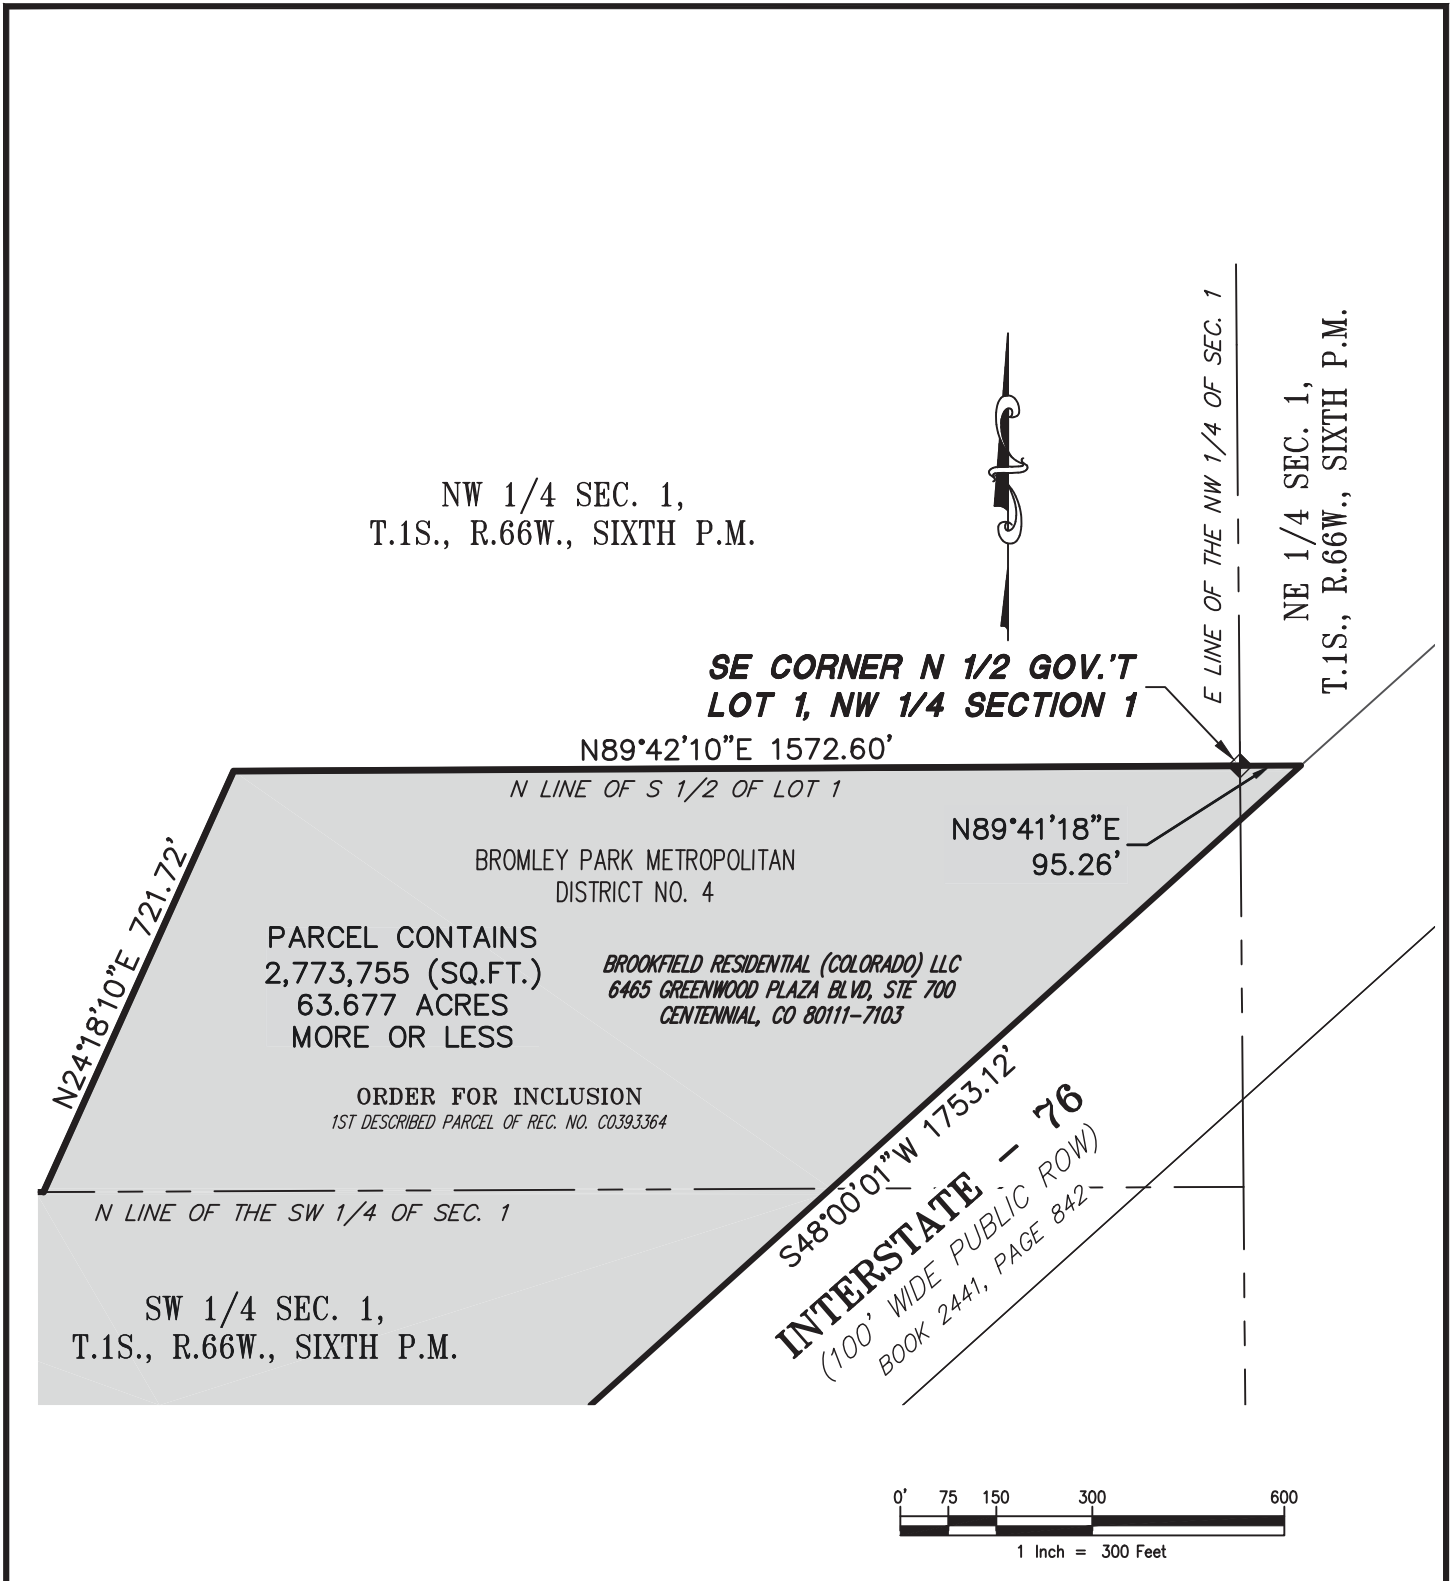 E LINE OF THE NW 1/4 OF SEC. 1
NE 1/4 SEC. 1,
T.1S., R.66W., SIXTH P.M.
NW 1/4 SEC. 1,
T.1S., R.66W., SIXTH P.M.
SE CORNER N 1/2 GOV.'T
LOT 1, NW 1/4 SECTION 1
N89°42'10"E 1572.60'
N LINE OF S 1/2 OF LOT 1
N89°41'18"E
95.26'
BROMLEY PARK METROPOLITAN
DISTRICT NO. 4
N24°18'10"E 721.72'
PARCEL CONTAINS
2,773,755 (SQ.FT.)
63.677 ACRES
MORE OR LESS
BROOKFIELD RESIDENTIAL (COLORADO) LLC
6465 GREENWOOD PLAZA BLVD, STE 700
CENTENNIAL, CO 80111-7103
ORDER FOR INCLUSION
1ST DESCRIBED PARCEL OF REC. NO. C0393364
S48°00'01"W 1753.12'
INTERSTATE - 76
(100' WIDE PUBLIC ROW)
BOOK 2441, PAGE 842
N LINE OF THE SW 1/4 OF SEC. 1
SW 1/4 SEC. 1,
T.1S., R.66W., SIXTH P.M.
0' 75 150 300 600
1 Inch = 300 Feet